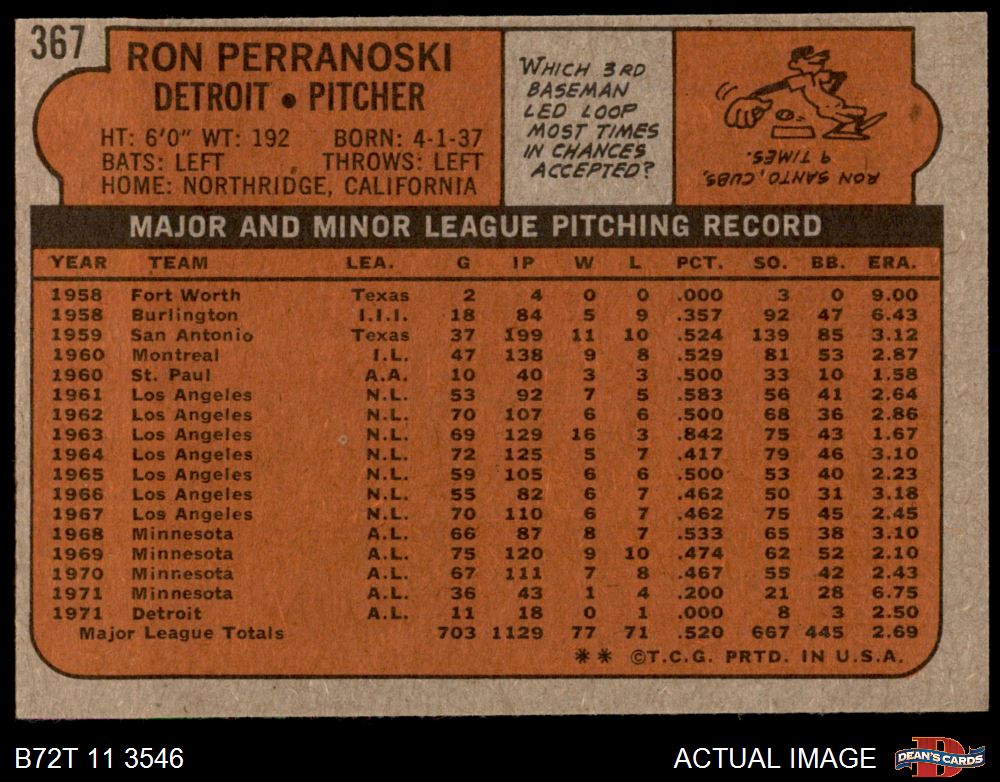 367
RON PERRANOSKI
DETROIT • PITCHER
HT: 6'0" WT: 192 BORN: 4-1-37
BATS: LEFT THROWS: LEFT
HOME: NORTHRIDGE, CALIFORNIA
WHICH 3RD
BASEMAN
LED LOOP
MOST TIMES
IN CHANCES
ACCEPTED?
RON SANTO, CUBS,
9 TIMES.
MAJOR AND MINOR LEAGUE PITCHING RECORD
YEAR TEAM LEA. G IP W L PCT. SO. BB. ERA.
1958 Fort Worth Texas 2 4 0 0 .000 3 0 9.00
1958 Burlington I.I.I. 18 84 5 9 .357 92 47 6.43
1959 San Antonio Texas 37 199 11 10 .524 139 85 3.12
1960 Montreal I.L. 47 138 9 8 .529 81 53 2.87
1960 St. Paul A.A. 10 40 3 3 .500 33 10 1.58
1961 Los Angeles N.L. 53 92 7 5 .583 56 41 2.64
1962 Los Angeles N.L. 70 107 6 6 .500 68 36 2.86
1963 Los Angeles N.L. 69 129 16 3 .842 75 43 1.67
1964 Los Angeles N.L. 72 125 5 7 .417 79 46 3.10
1965 Los Angeles N.L. 59 105 6 6 .500 53 40 2.23
1966 Los Angeles N.L. 55 82 6 7 .462 50 31 3.18
1967 Los Angeles N.L. 70 110 6 7 .462 75 45 2.45
1968 Minnesota A.L. 66 87 8 7 .533 65 38 3.10
1969 Minnesota A.L. 75 120 9 10 .474 62 52 2.10
1970 Minnesota A.L. 67 111 7 8 .467 55 42 2.43
1971 Minnesota A.L. 36 43 1 4 .200 21 28 6.75
1971 Detroit A.L. 11 18 0 1 .000 8 3 2.50
Major League Totals 703 1129 77 71 .520 667 445 2.69
** ©T.C.G. PRTD. IN U.S.A.
B72T 11 3546 ACTUAL IMAGE D DEAN'S CARDS